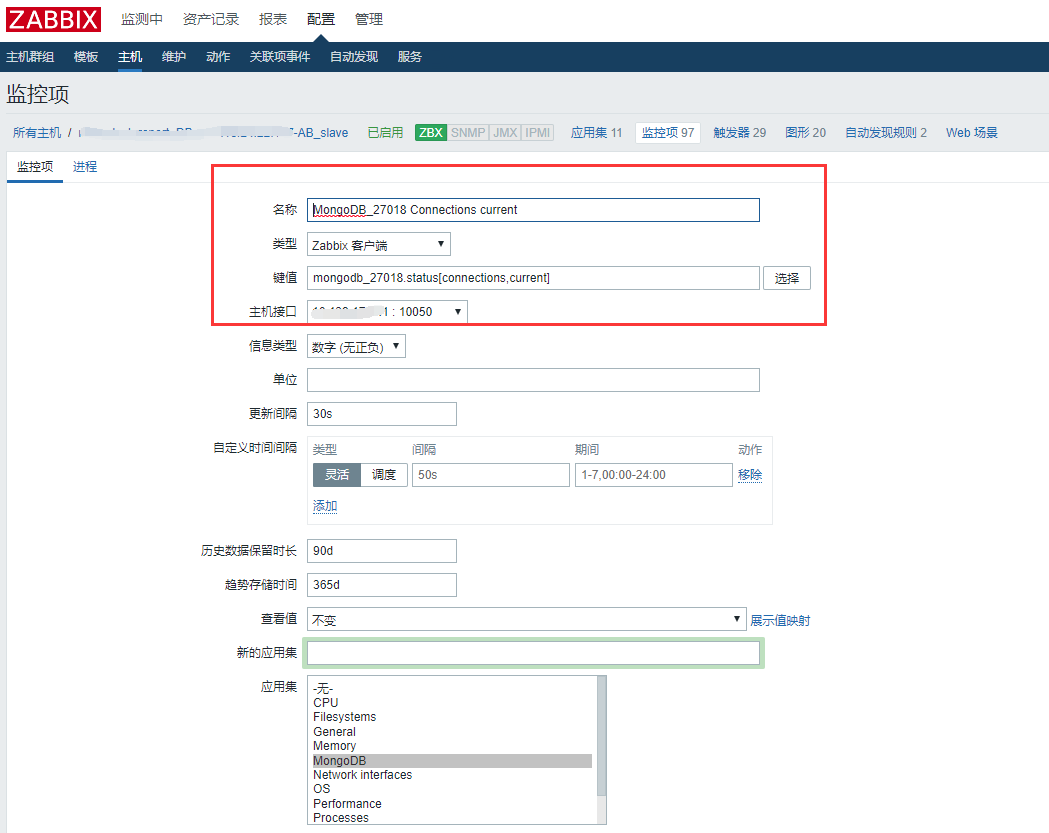 ZABBIX 监测中 资产记录 报表 配置 管理
主机群组 模板 主机 维护 动作 关联项事件 自动发现 服务
监控项
所有主机 / -AB_slave 已启用 ZBX SNMP JMX IPMI 应用集 11 监控项 97 触发器 29 图形 20 自动发现规则 2 Web 场景
监控项 进程
名称 MongoDB_27018 Connections current
类型 Zabbix 客户端
键值 mongodb_27018.status[connections,current] 选择
主机接口 : 10050
信息类型 数字 (无正负)
单位
更新间隔 30s
自定义时间间隔 类型 间隔 期间 动作
灵活 调度 50s 1-7,00:00-24:00 移除
添加
历史数据保留时长 90d
趋势存储时间 365d
查看值 不变 展示值映射
新的应用集
应用集 -无-
CPU
Filesystems
General
Memory
MongoDB
Network interfaces
OS
Performance
Processes